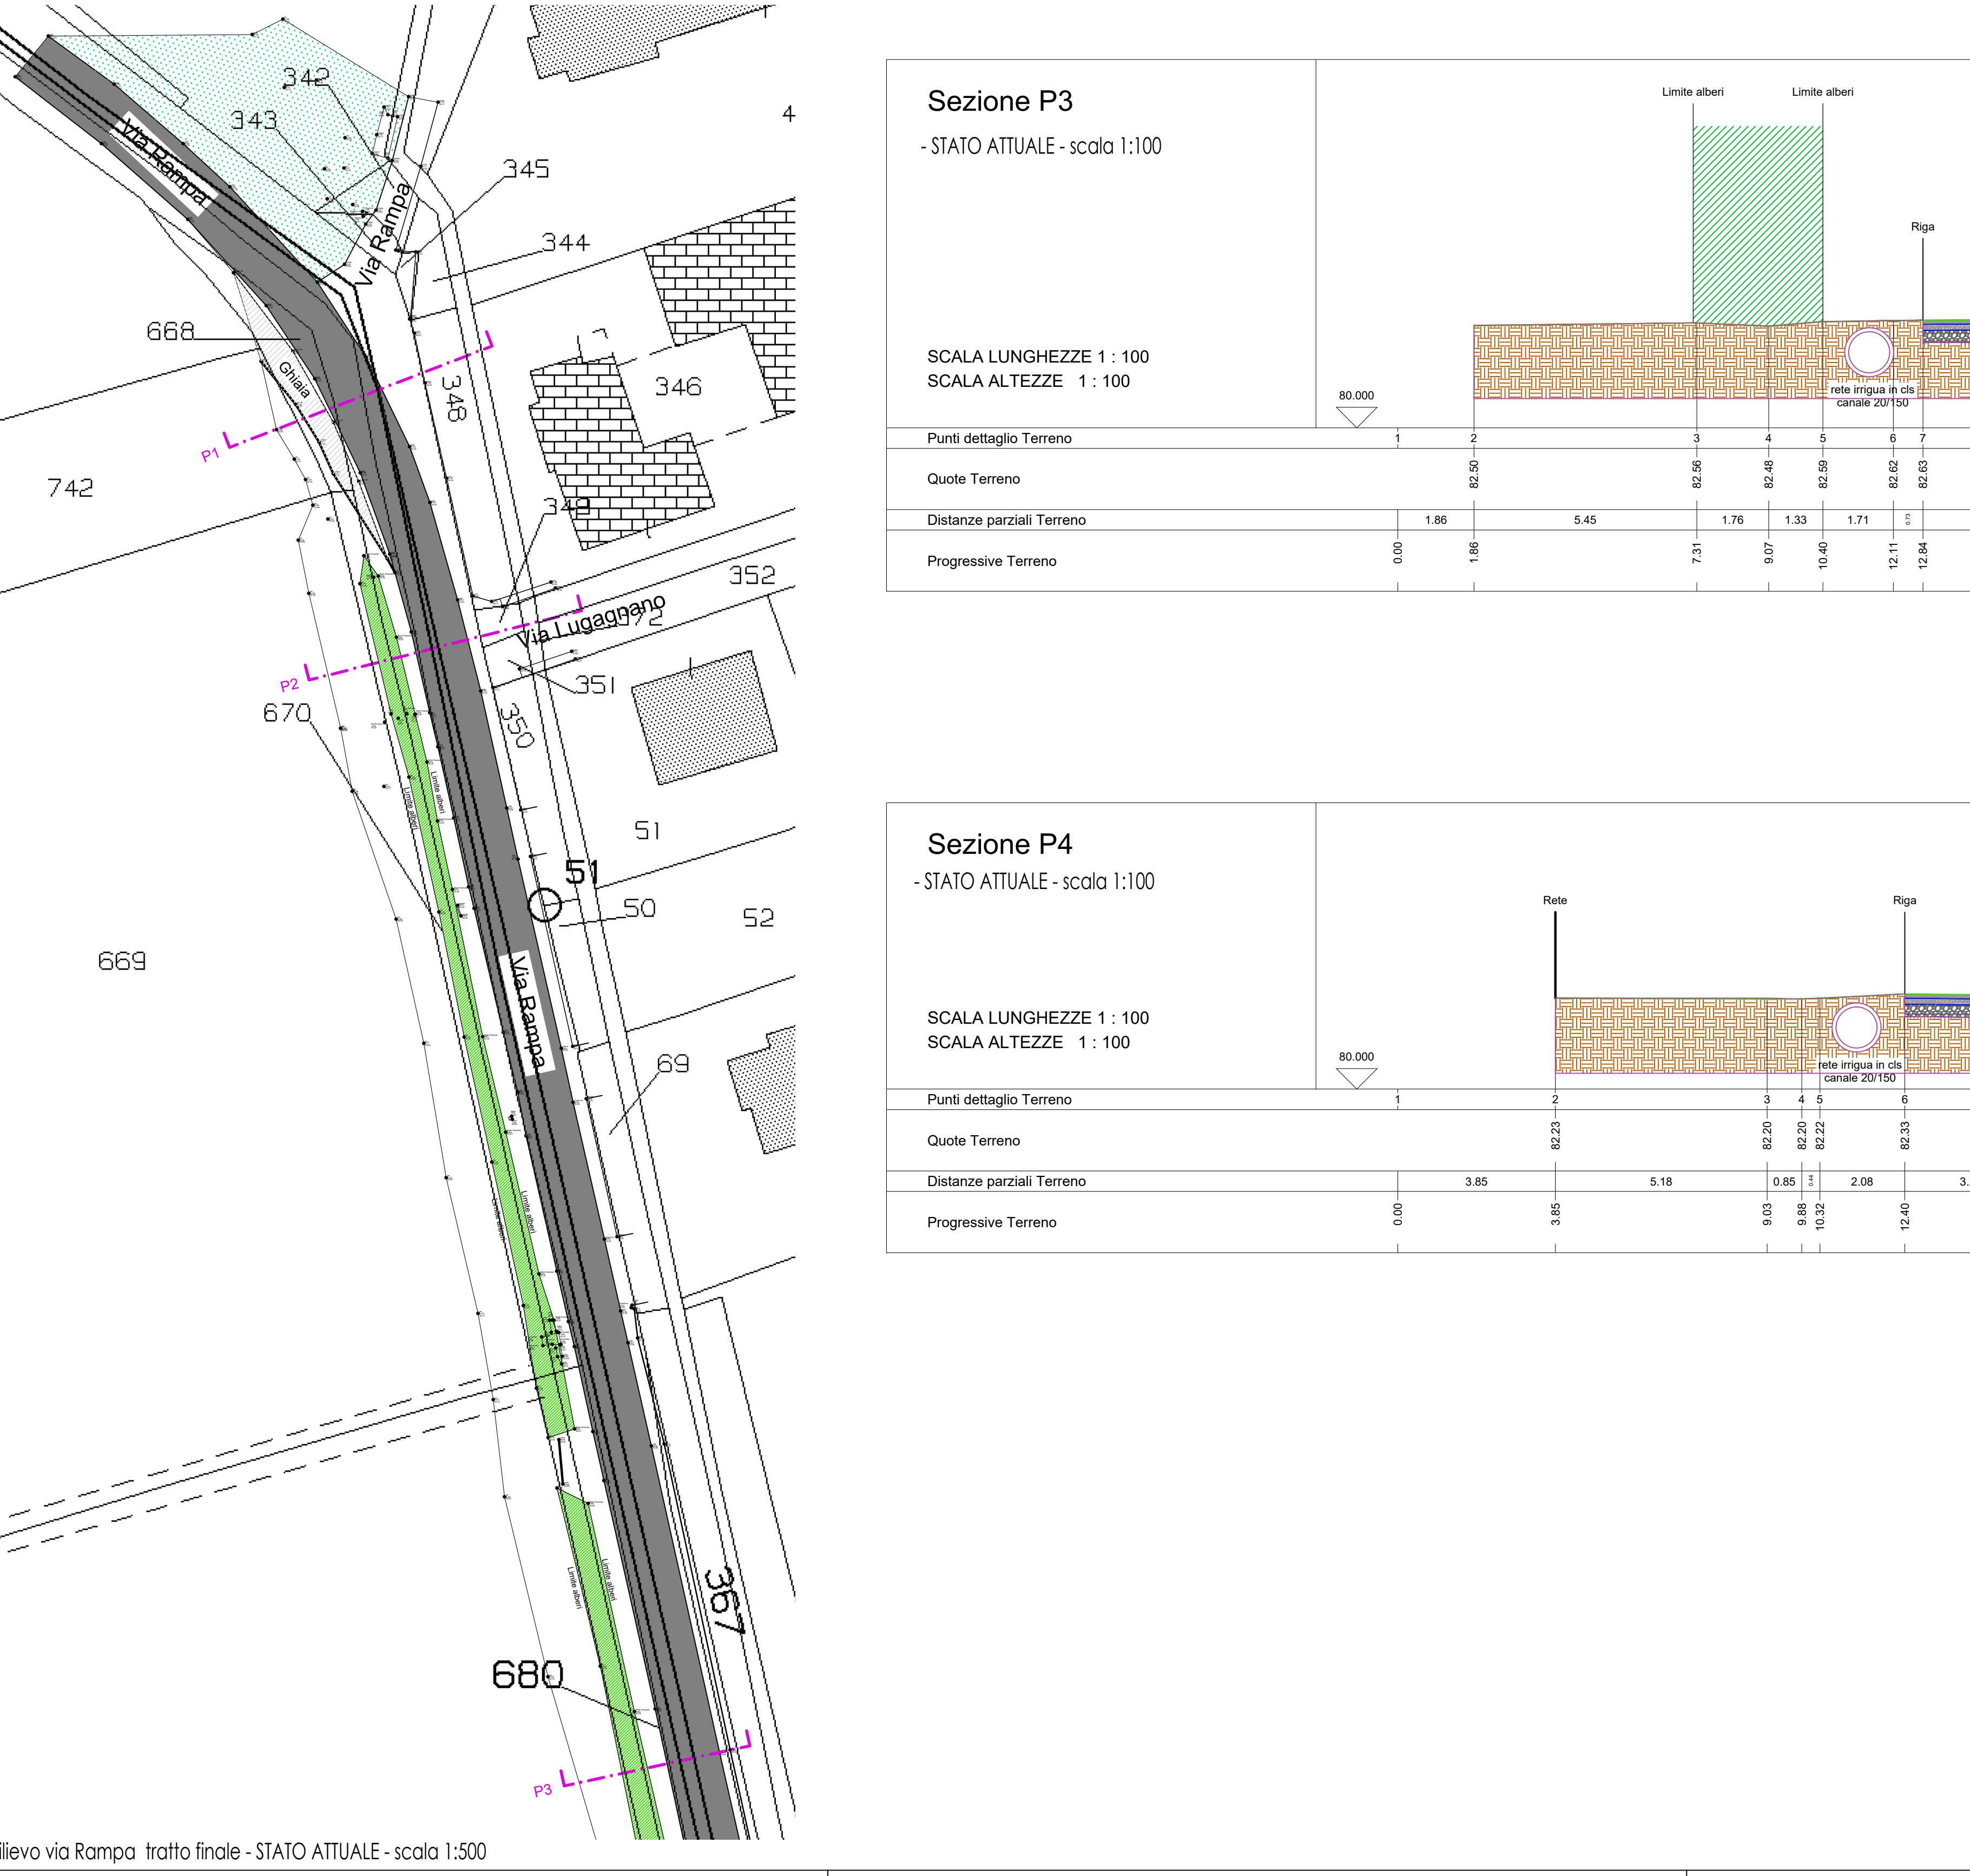 342
343
345
344
Via Rampa
Via Rampa
4
668
Ghiaia
348
346
P1
742
349
352
Via Lugagnano
372
P2
351
670
350
Limite alberi
Limite alberi
51
51
50
52
669
Via Rampa
69
Limite alberi
Limite alberi
Limite alberi
Limite alberi
367
680
P3
ilievo via Rampa tratto finale - STATO ATTUALE - scala 1:500
Sezione P3
- STATO ATTUALE - scala 1:100
Limite alberi Limite alberi
Riga
SCALA LUNGHEZZE 1 : 100
SCALA ALTEZZE 1 : 100
80.000
rete irrigua in cls
canale 20/150
Punti dettaglio Terreno 1 2 3 4 5 6 7
Quote Terreno 82.50 82.56 82.48 82.59 82.62 82.63
Distanze parziali Terreno 1.86 5.45 1.76 1.33 1.71 0.73
Progressive Terreno 0.00 1.86 7.31 9.07 10.40 12.11 12.84
Sezione P4
- STATO ATTUALE - scala 1:100
Rete Riga
SCALA LUNGHEZZE 1 : 100
SCALA ALTEZZE 1 : 100
80.000
rete irrigua in cls
canale 20/150
Punti dettaglio Terreno 1 2 3 4 5 6
Quote Terreno 82.23 82.20 82.20 82.22 82.33
Distanze parziali Terreno 3.85 5.18 0.85 0.44 2.08 3.
Progressive Terreno 0.00 3.85 9.03 9.88 10.32 12.40